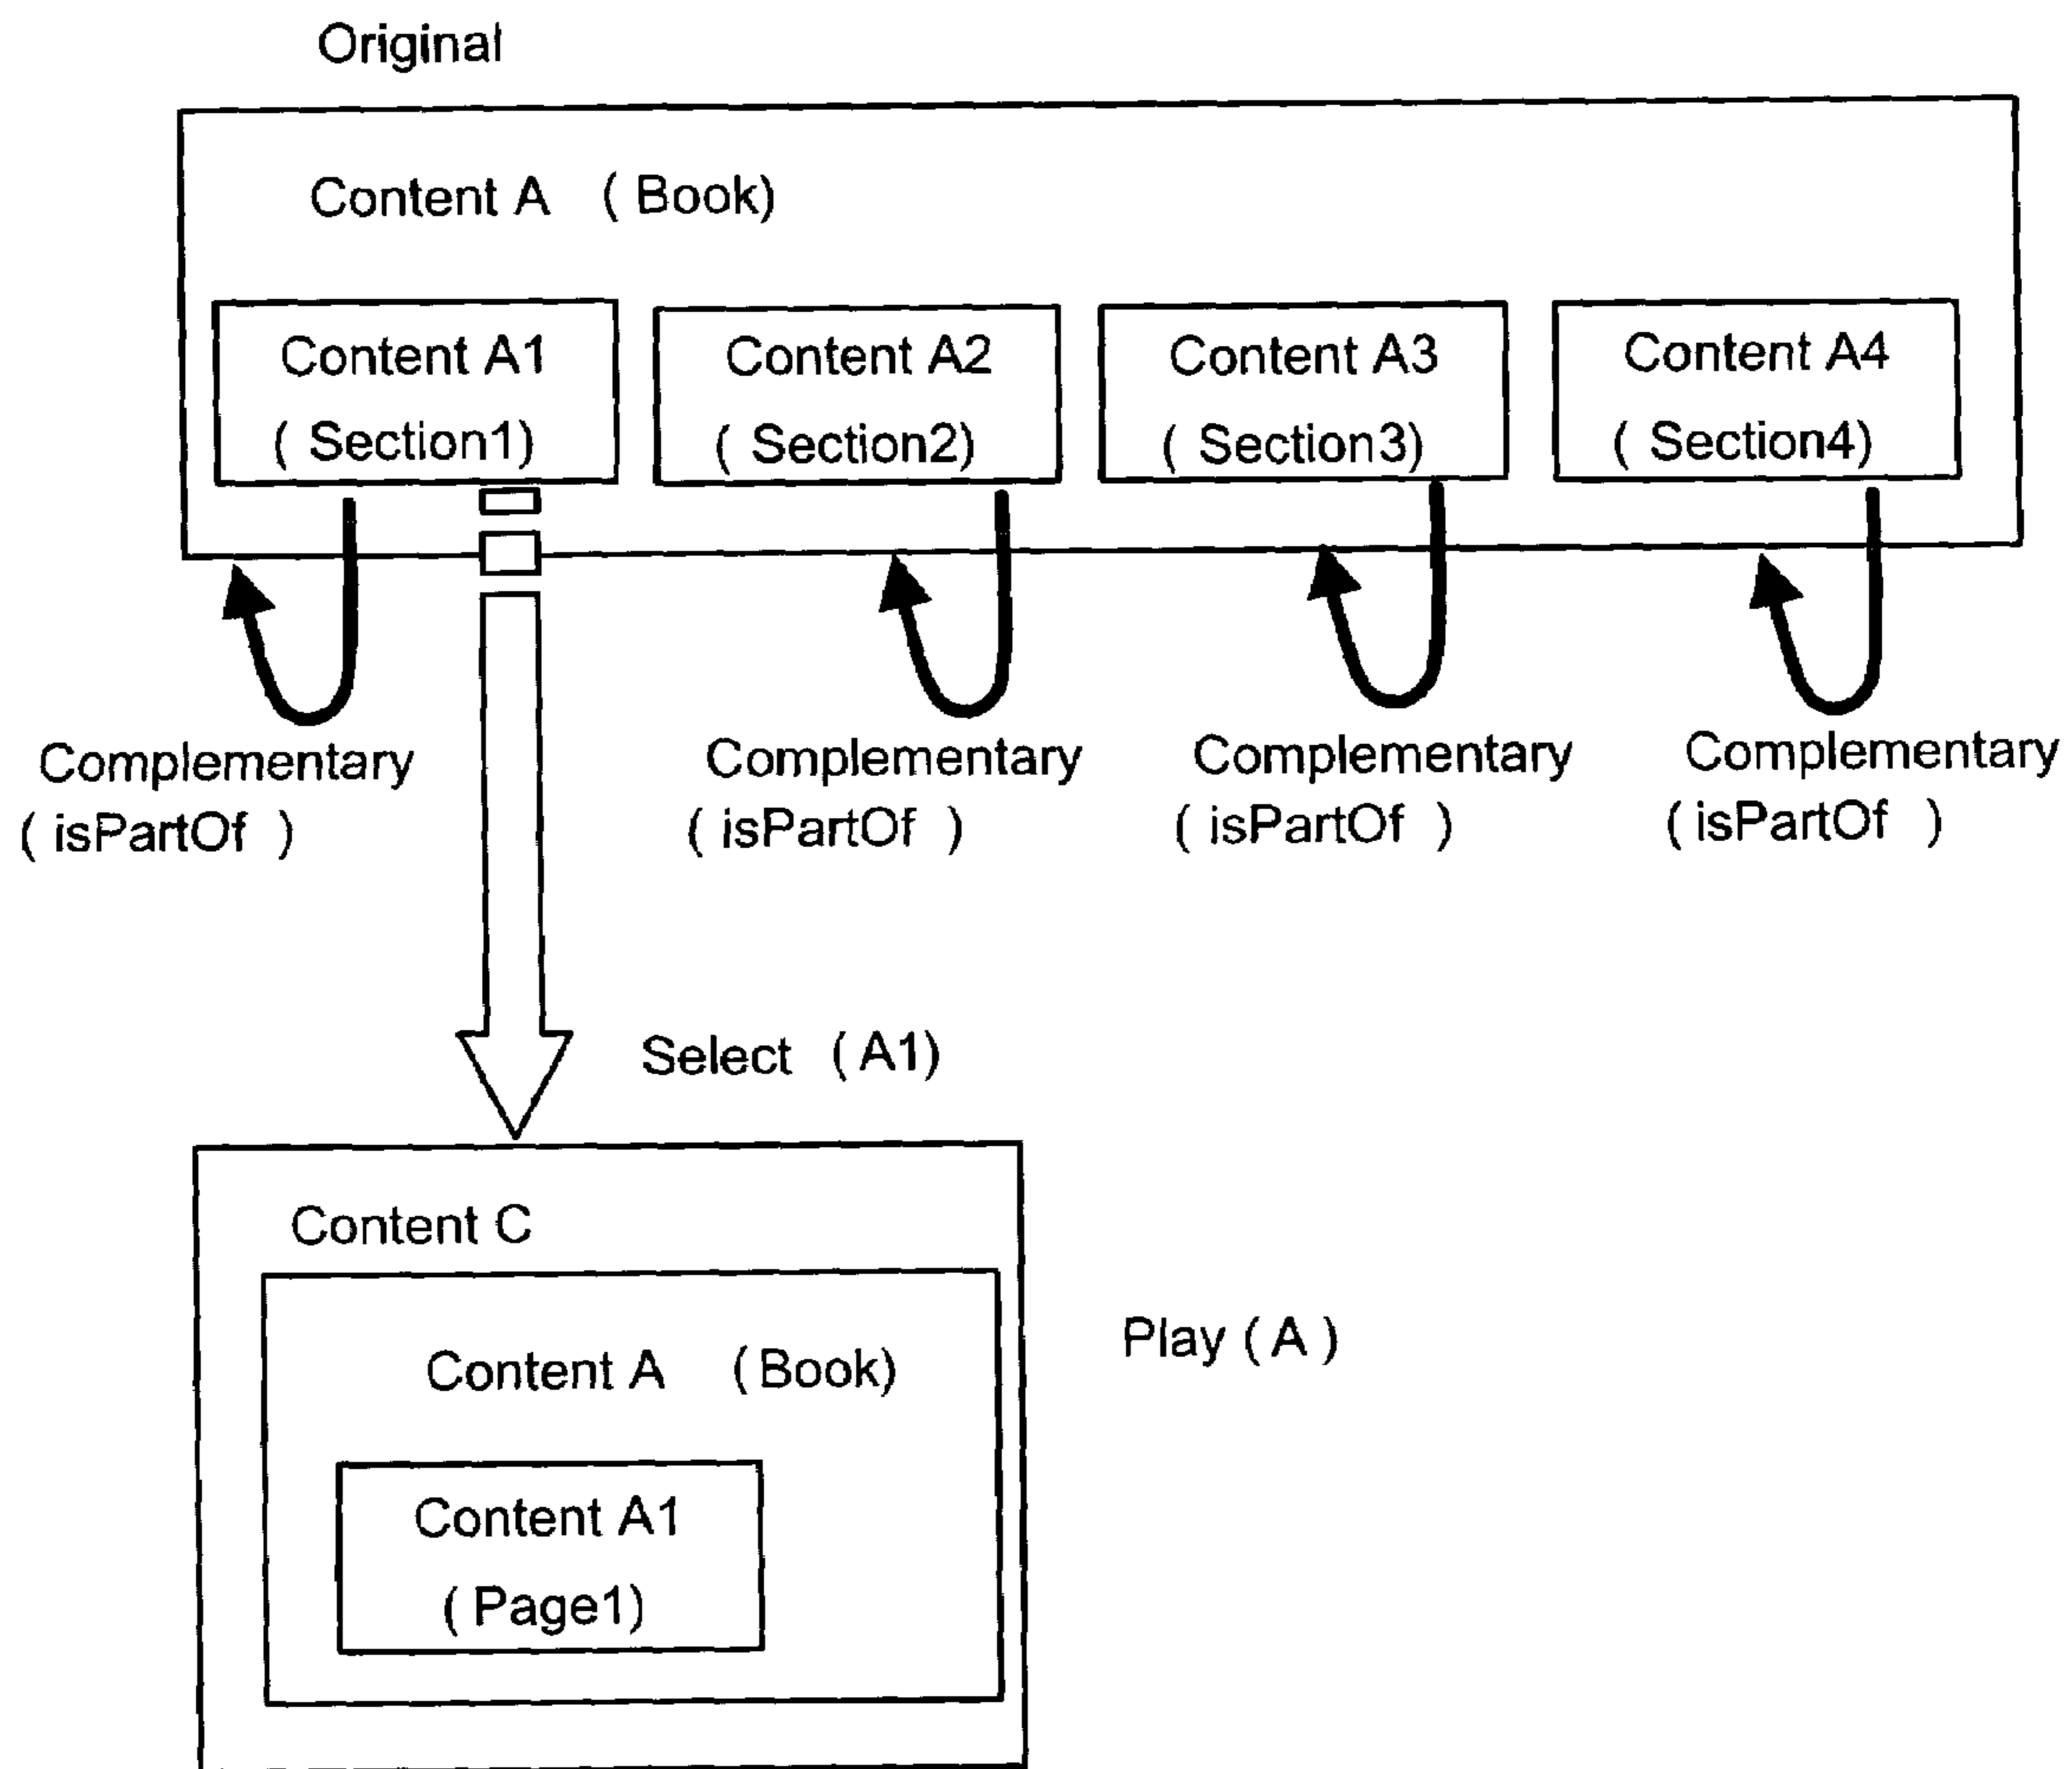 Original
Content A ( Book)
Content A1
( Section1)
Content A2
( Section2)
Content A3
( Section3)
Content A4
( Section4)
Complementary
( isPartOf )
Complementary
( isPartOf )
Complementary
( isPartOf )
Complementary
( isPartOf )
Select ( A1)
Content C
Content A (Book)
Content A1
( Page1)
Play ( A )